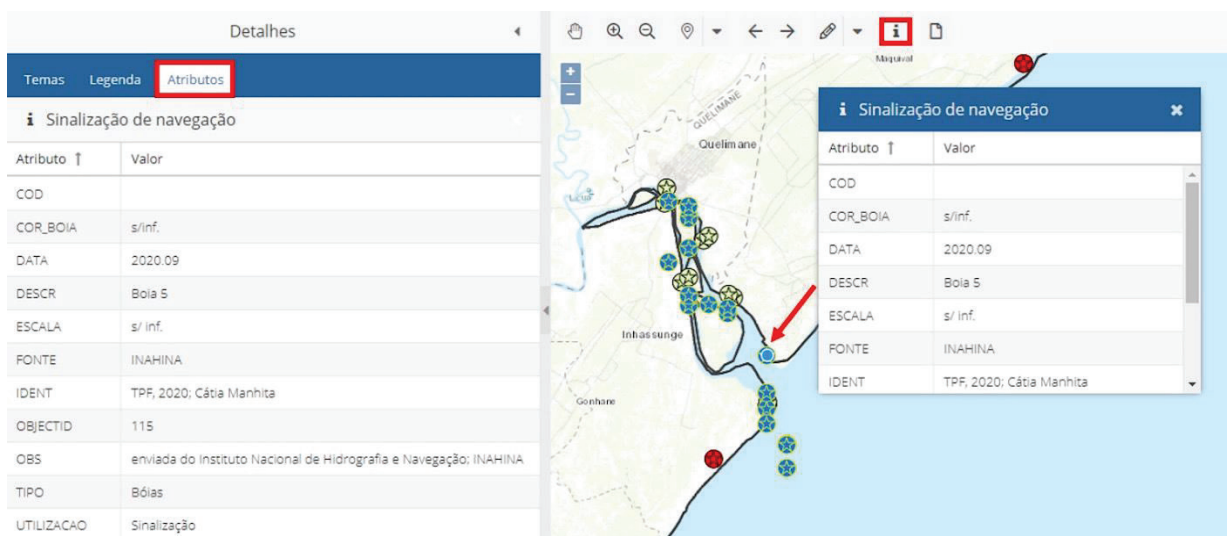 Detalhes
Temas Legenda Atributos
i Sinalização de navegação
Atributo ↑ Valor
COD
COR_BOIA s/inf.
DATA 2020.09
DESCR Boia 5
ESCALA s/ inf.
FONTE INAHINA
IDENT TPF, 2020; Cátia Manhita
OBJECTID 115
OBS enviada do Instituto Nacional de Hidrografia e Navegação; INAHINA
TIPO Bóias
UTILIZACAO Sinalização
i
+
−
Maquival
QUELIMANE
Quelimane
Inhassunge
Gonhane
i Sinalização de navegação
Atributo ↑ Valor
COD
COR_BOIA s/inf.
DATA 2020.09
DESCR Boia 5
ESCALA s/ inf.
FONTE INAHINA
IDENT TPF, 2020; Cátia Manhita